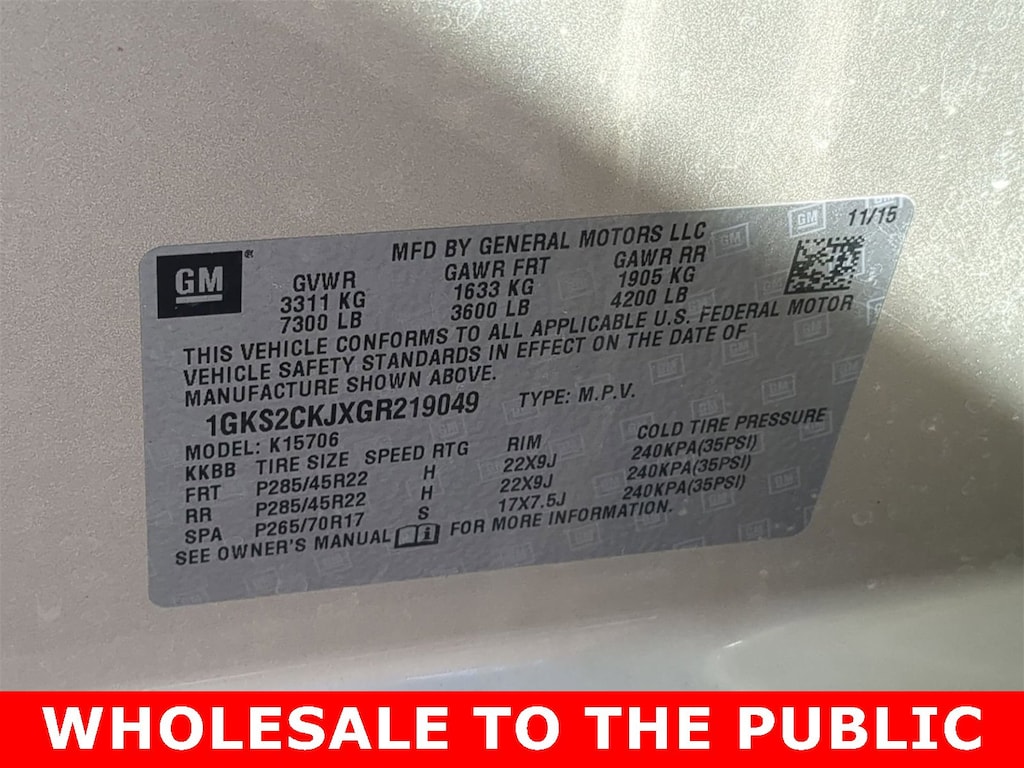 GM
MFD BY GENERAL MOTORS LLC 11/15
GVWR GAWR FRT GAWR RR
3311 KG 1633 KG 1905 KG
7300 LB 3600 LB 4200 LB
THIS VEHICLE CONFORMS TO ALL APPLICABLE U.S. FEDERAL MOTOR
VEHICLE SAFETY STANDARDS IN EFFECT ON THE DATE OF
MANUFACTURE SHOWN ABOVE.
1GKS2CKJXGR219049 TYPE: M.P.V.
MODEL: K15706
KKBB TIRE SIZE SPEED RTG RIM COLD TIRE PRESSURE
FRT P285/45R22 H 22X9J 240KPA(35PSI)
RR P285/45R22 H 22X9J 240KPA(35PSI)
SPA P265/70R17 S 17X7.5J 240KPA(35PSI)
SEE OWNER'S MANUAL FOR MORE INFORMATION.
WHOLESALE TO THE PUBLIC